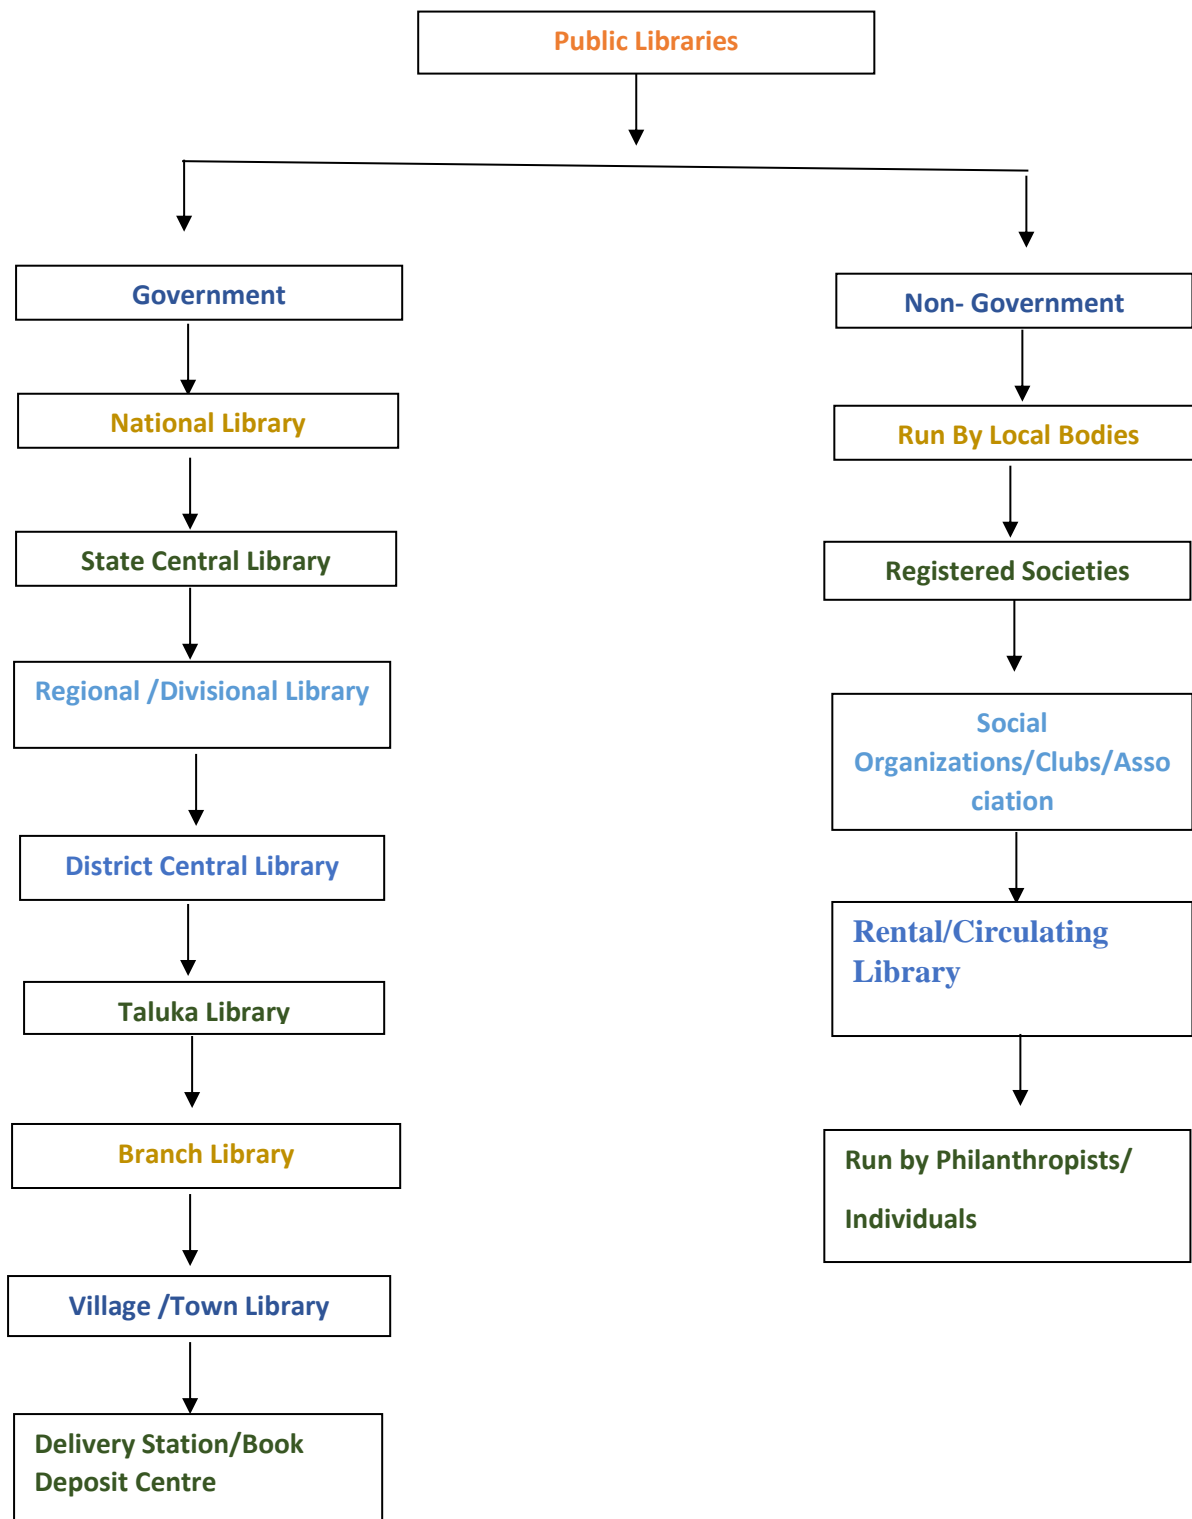 Public Libraries
Government
National Library
State Central Library
Regional /Divisional Library
District Central Library
Taluka Library
Branch Library
Village /Town Library
Delivery Station/Book
Deposit Centre
Non- Government
Run By Local Bodies
Registered Societies
Social
Organizations/Clubs/Asso
ciation
Rental/Circulating
Library
Run by Philanthropists/
Individuals